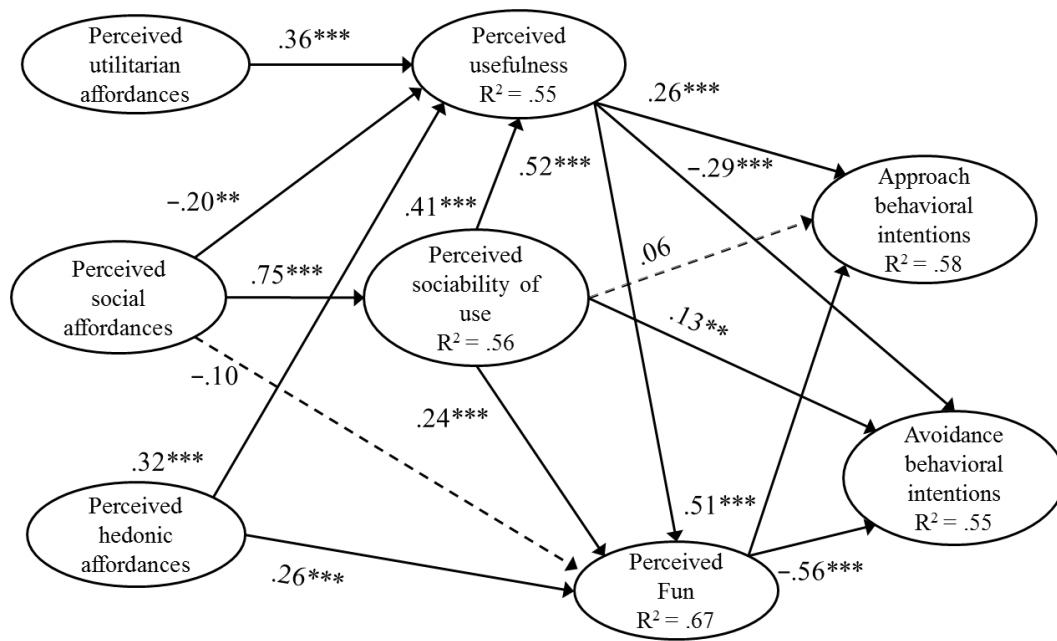 Perceived
utilitarian
affordances
.36***
Perceived
usefulness
R² = .55
.26***
−.29***
Approach
behavioral
intentions
R² = .58
−.20**
.41***
.52***
Perceived
social
affordances
.75***
Perceived
sociability of
use
R² = .56
.06
.13**
−.10
.24***
.32***
Avoidance
behavioral
intentions
R² = .55
Perceived
hedonic
affordances
.26***
.51***
Perceived
Fun
R² = .67
−.56***